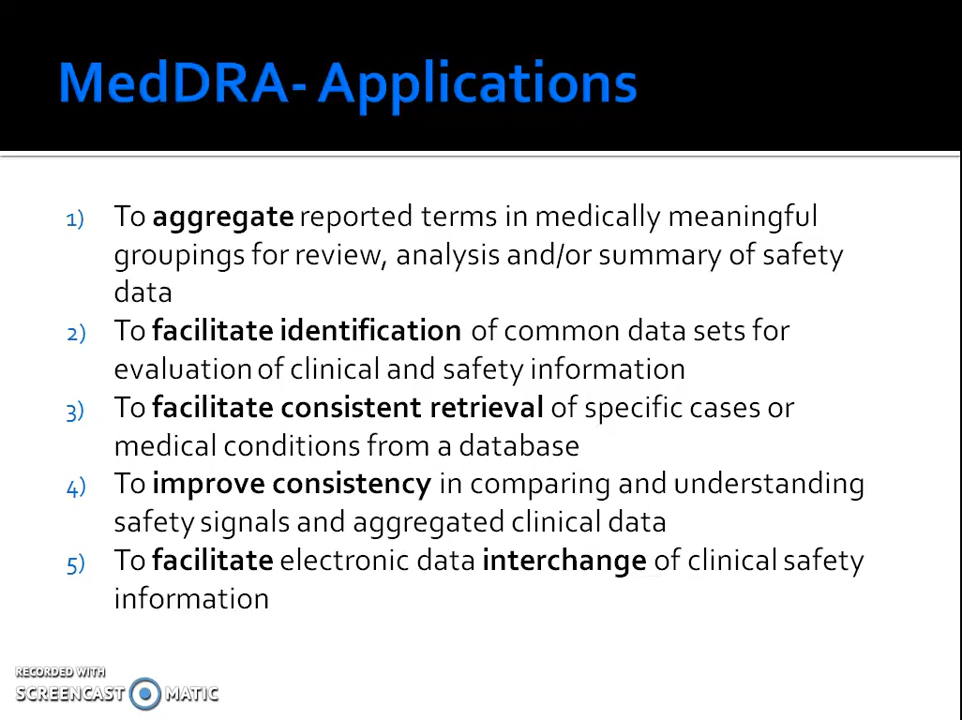 MedDRA- Applications
1) To aggregate reported terms in medically meaningful
groupings for review, analysis and/or summary of safety
data
2) To facilitate identification of common data sets for
evaluation of clinical and safety information
3) To facilitate consistent retrieval of specific cases or
medical conditions from a database
4) To improve consistency in comparing and understanding
safety signals and aggregated clinical data
5) To facilitate electronic data interchange of clinical safety
information
RECORDED WITH
SCREENCAST MATIC